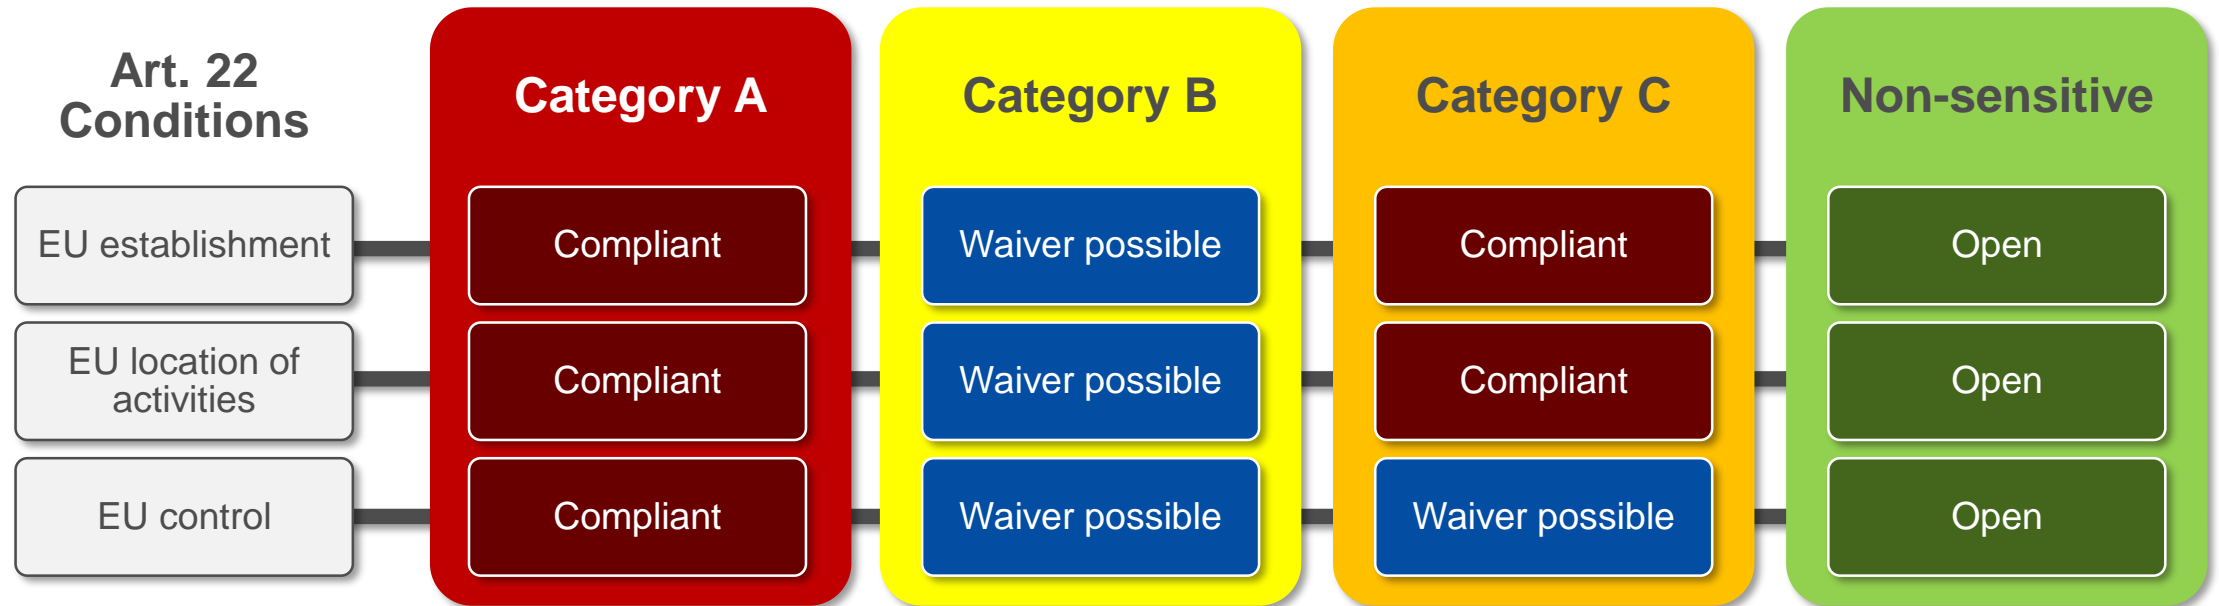 Art. 22
Conditions
Category A
Category B
Category C
Non-sensitive
EU establishment
Compliant
Waiver possible
Compliant
Open
EU location of
activities
Compliant
Waiver possible
Compliant
Open
EU control
Compliant
Waiver possible
Waiver possible
Open